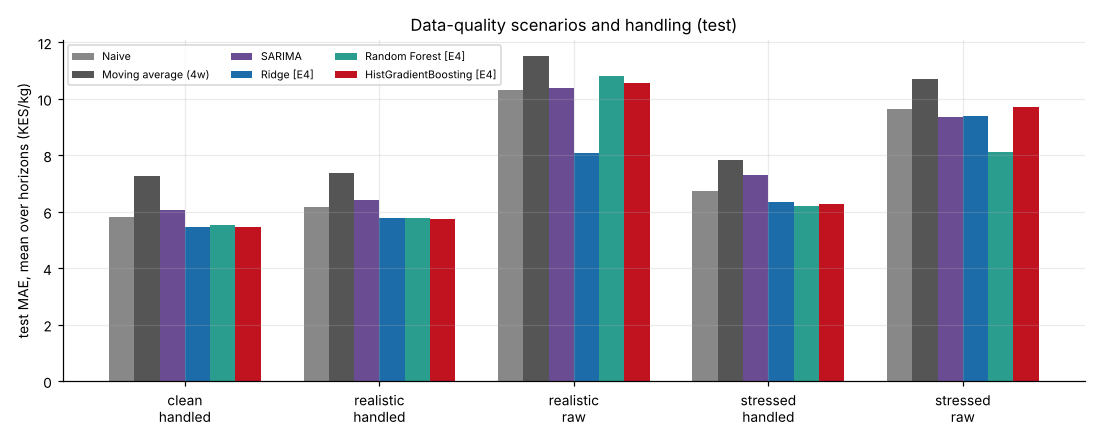 Data-quality scenarios and handling (test)
Naive
Moving average (4w)
SARIMA
Ridge [E4]
Random Forest [E4]
HistGradientBoosting [E4]
test MAE, mean over horizons (KES/kg)
12
10
8
6
4
2
0
clean
handled
realistic
handled
realistic
raw
stressed
handled
stressed
raw